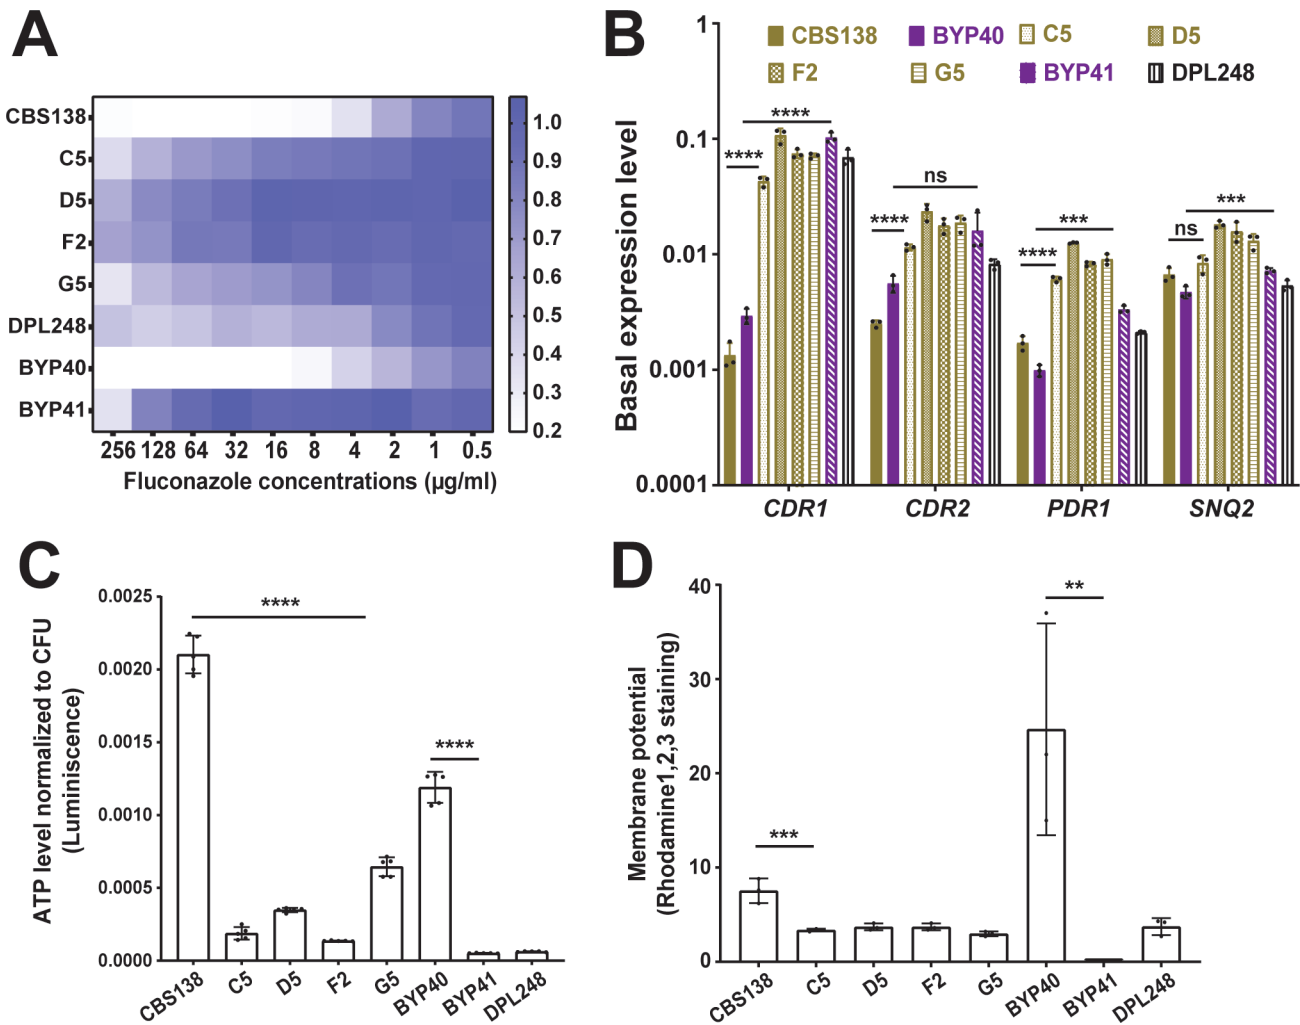 A
CBS138
C5
D5
F2
G5
DPL248
BYP40
BYP41
256 128 64 32 16 8 4 2 1 0.5
Fluconazole concentrations (µg/ml)
1.0
0.9
0.8
0.7
0.6
0.5
0.4
0.3
0.2
B
CBS138 BYP40 C5 D5
F2 G5 BYP41 DPL248
Basal expression level
1
0.1
0.01
0.001
0.0001
**** ****
**** ns
**** ***
ns ***
CDR1 CDR2 PDR1 SNQ2
C
ATP level normalized to CFU
(Luminiscence)
0.0025
0.0020
0.0015
0.0010
0.0005
0.0000
****
****
CBS138 C5 D5 F2 G5 BYP40 BYP41 DPL248
D
Membrane potential
(Rhodamine1,2,3 staining)
40
30
20
10
0
***
**
CBS138 C5 D5 F2 G5 BYP40 BYP41 DPL248